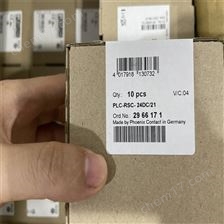 4 017918 130732
Qty.: 10 pcs V/C.04
PLC-RSC- 24DC/21
Ord.No.: 29 66 17 1
Made by Phoenix Contact in Germany